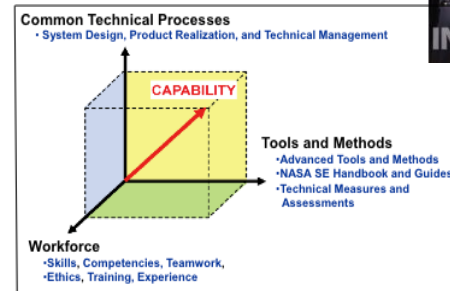 Common Technical Processes
• System Design, Product Realization, and Technical Management
CAPABILITY
Tools and Methods
•Advanced Tools and Methods
•NASA SE Handbook and Guides
•Technical Measures and
Assessments
Workforce
•Skills, Competencies, Teamwork,
•Ethics, Training, Experience